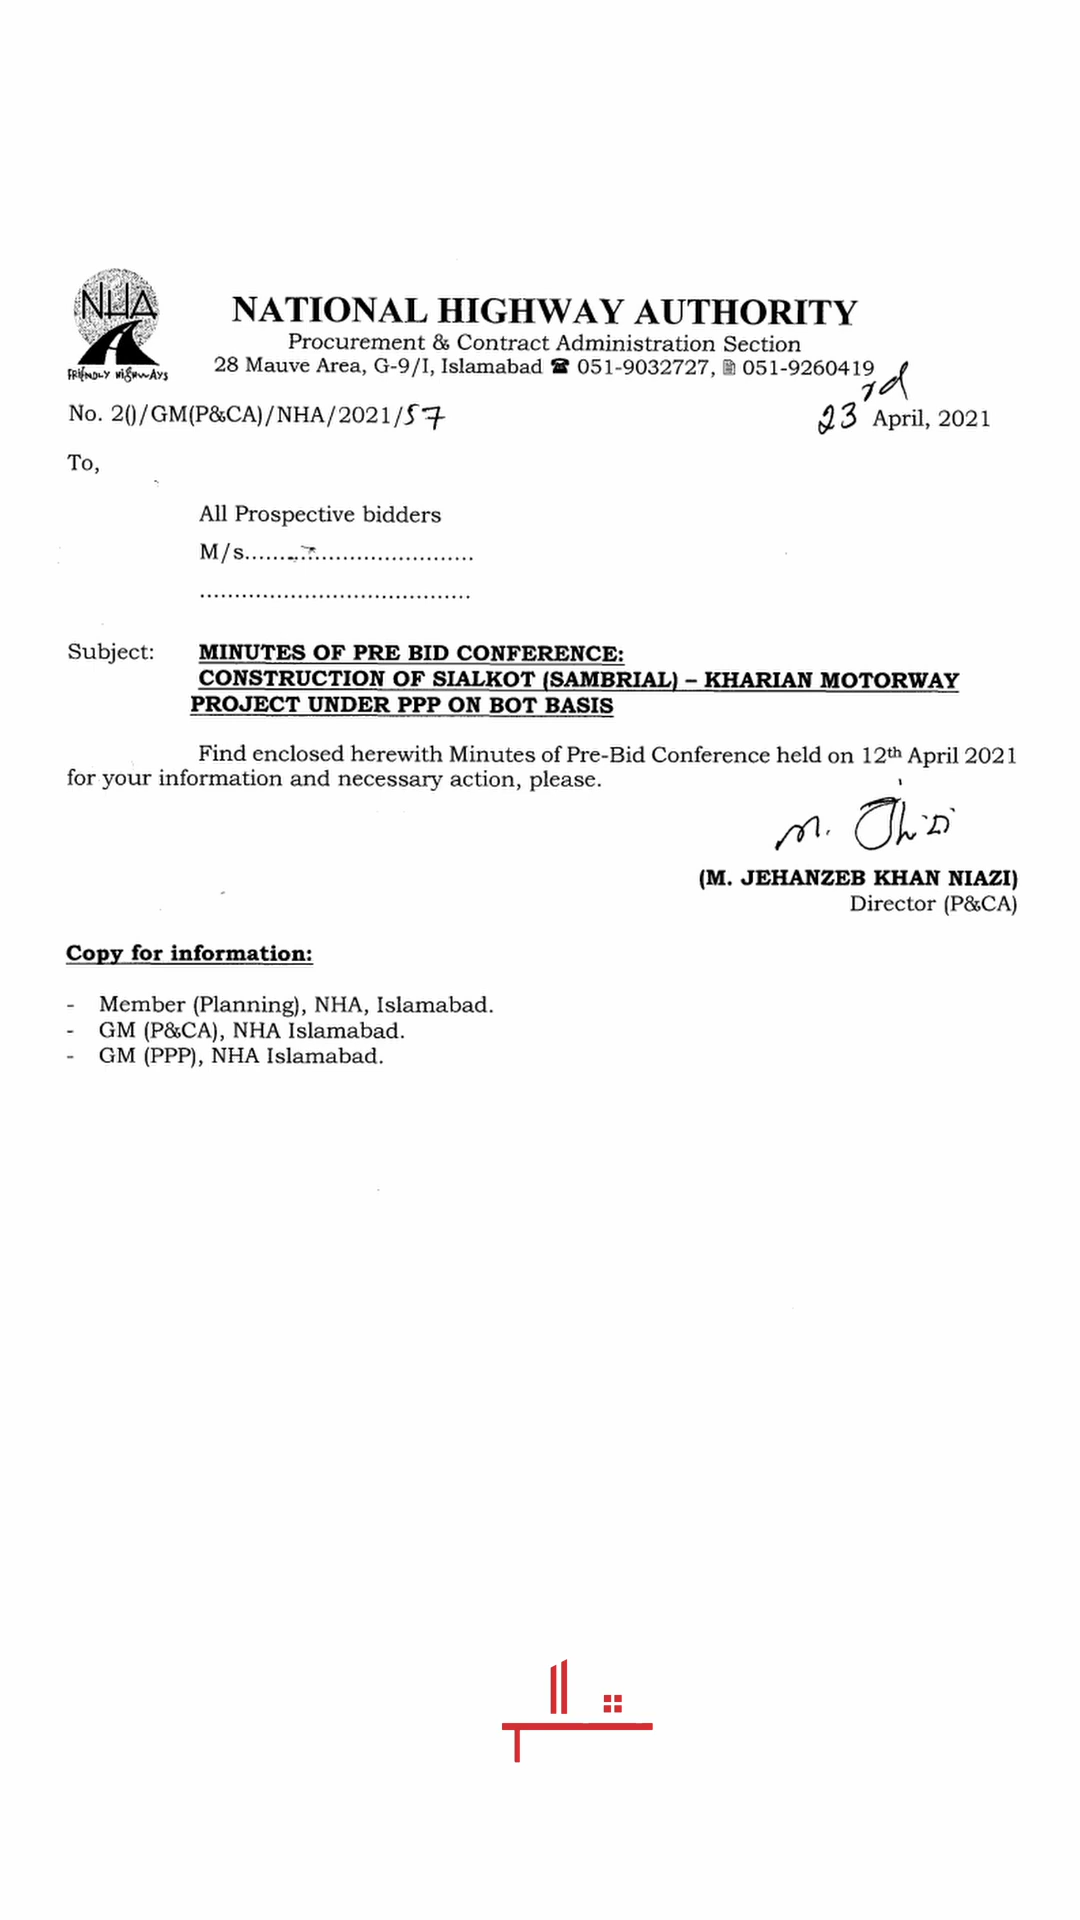 NHA
FRIENDLY HIGHWAYS
NATIONAL HIGHWAY AUTHORITY
Procurement & Contract Administration Section
28 Mauve Area, G-9/I, Islamabad ☎ 051-9032727, 🖹 051-9260419
No. 2()/GM(P&CA)/NHA/2021/57
23rd April, 2021
To,
All Prospective bidders
M/s.....................................
.......................................
Subject: MINUTES OF PRE BID CONFERENCE:
CONSTRUCTION OF SIALKOT (SAMBRIAL) – KHARIAN MOTORWAY
PROJECT UNDER PPP ON BOT BASIS
Find enclosed herewith Minutes of Pre-Bid Conference held on 12th April 2021
for your information and necessary action, please.
(M. JEHANZEB KHAN NIAZI)
Director (P&CA)
Copy for information:
- Member (Planning), NHA, Islamabad.
- GM (P&CA), NHA Islamabad.
- GM (PPP), NHA Islamabad.